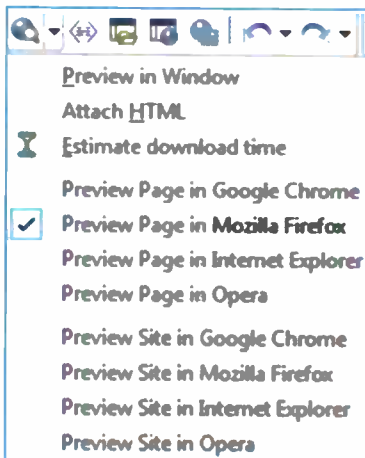 Preview in Window
Attach HTML
Estimate download time
Preview Page in Google Chrome
Preview Page in Mozilla Firefox
Preview Page in Internet Explorer
Preview Page in Opera
Preview Site in Google Chrome
Preview Site in Mozilla Firefox
Preview Site in Internet Explorer
Preview Site in Opera